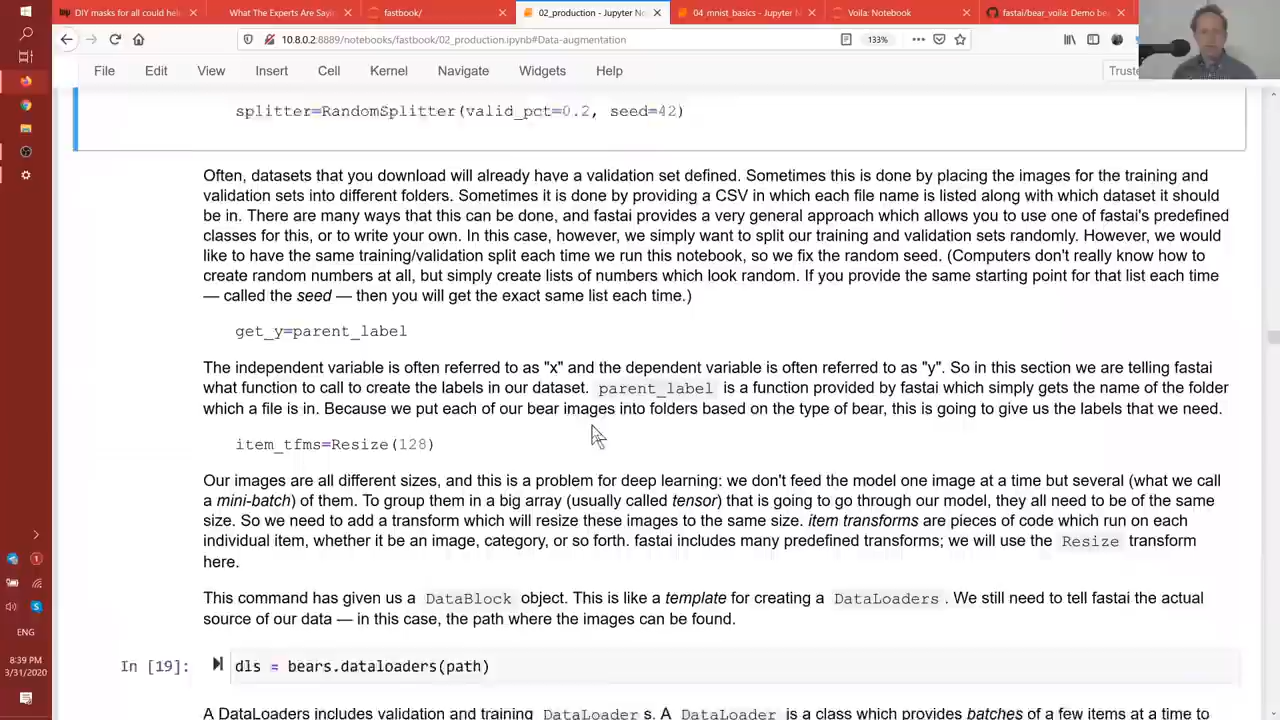 DIY masks for all could help
What The Experts Are Sayin
fastbook/
02_production - Jupyter No
04_mnist_basics - Jupyter N
Voila: Notebook
fastai/bear_voila: Demo be
10.8.0.2:8889/notebooks/fastbook/02_production.ipynb#Data-augmentation
133%
File Edit View Insert Cell Kernel Navigate Widgets Help
Truste
splitter=RandomSplitter(valid_pct=0.2, seed=42)
Often, datasets that you download will already have a validation set defined. Sometimes this is done by placing the images for the training and
validation sets into different folders. Sometimes it is done by providing a CSV in which each file name is listed along with which dataset it should
be in. There are many ways that this can be done, and fastai provides a very general approach which allows you to use one of fastai's predefined
classes for this, or to write your own. In this case, however, we simply want to split our training and validation sets randomly. However, we would
like to have the same training/validation split each time we run this notebook, so we fix the random seed. (Computers don't really know how to
create random numbers at all, but simply create lists of numbers which look random. If you provide the same starting point for that list each time
— called the seed — then you will get the exact same list each time.)
get_y=parent_label
The independent variable is often referred to as "x" and the dependent variable is often referred to as "y". So in this section we are telling fastai
what function to call to create the labels in our dataset. parent_label is a function provided by fastai which simply gets the name of the folder
which a file is in. Because we put each of our bear images into folders based on the type of bear, this is going to give us the labels that we need.
item_tfms=Resize(128)
Our images are all different sizes, and this is a problem for deep learning: we don't feed the model one image at a time but several (what we call
a mini-batch) of them. To group them in a big array (usually called tensor) that is going to go through our model, they all need to be of the same
size. So we need to add a transform which will resize these images to the same size. item transforms are pieces of code which run on each
individual item, whether it be an image, category, or so forth. fastai includes many predefined transforms; we will use the Resize transform
here.
This command has given us a DataBlock object. This is like a template for creating a DataLoaders. We still need to tell fastai the actual
source of our data — in this case, the path where the images can be found.
In [19]: dls = bears.dataloaders(path)
A DataLoaders includes validation and training DataLoader s. A DataLoader is a class which provides batches of a few items at a time to
ENG
8:39 PM
3/31/2020